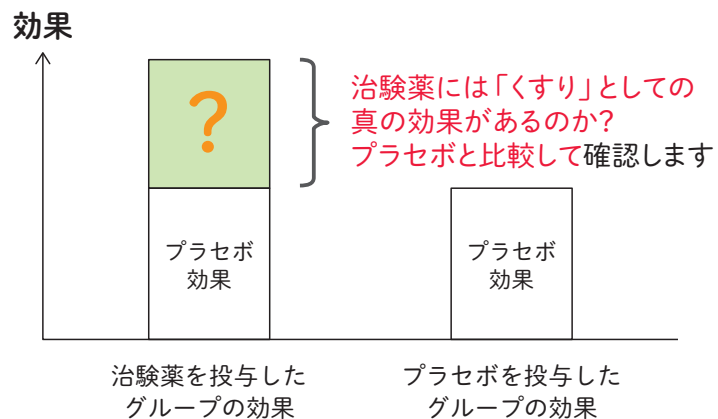 効果
?
治験薬には「くすり」としての
真の効果があるのか?
プラセボと比較して確認します
プラセボ
効果
プラセボ
効果
治験薬を投与した
グループの効果
プラセボを投与した
グループの効果